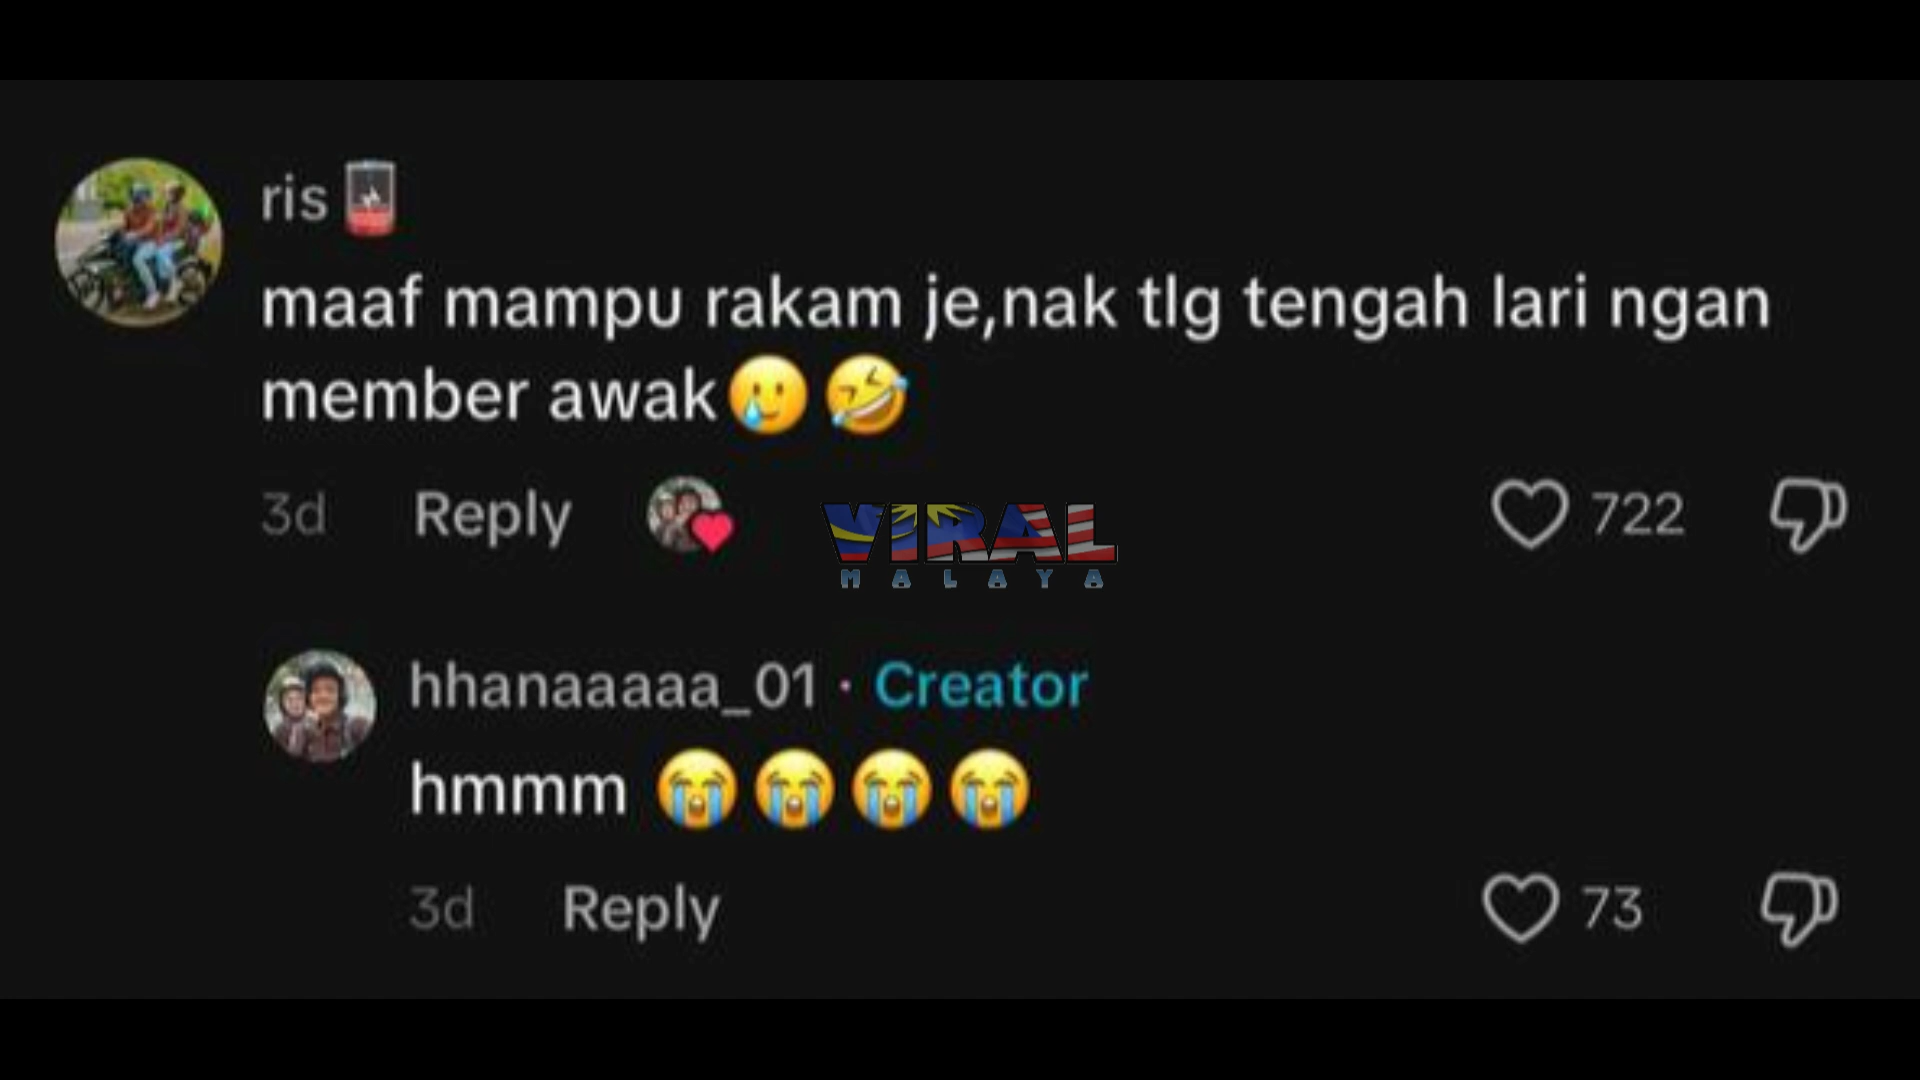 ris🪫
maaf mampu rakam je,nak tlg tengah lari ngan
member awak🥲🤣
3d Reply 722
VIRAL
MALAYA
hhanaaaaa_01 · Creator
hmmm 😭😭😭😭
3d Reply 73